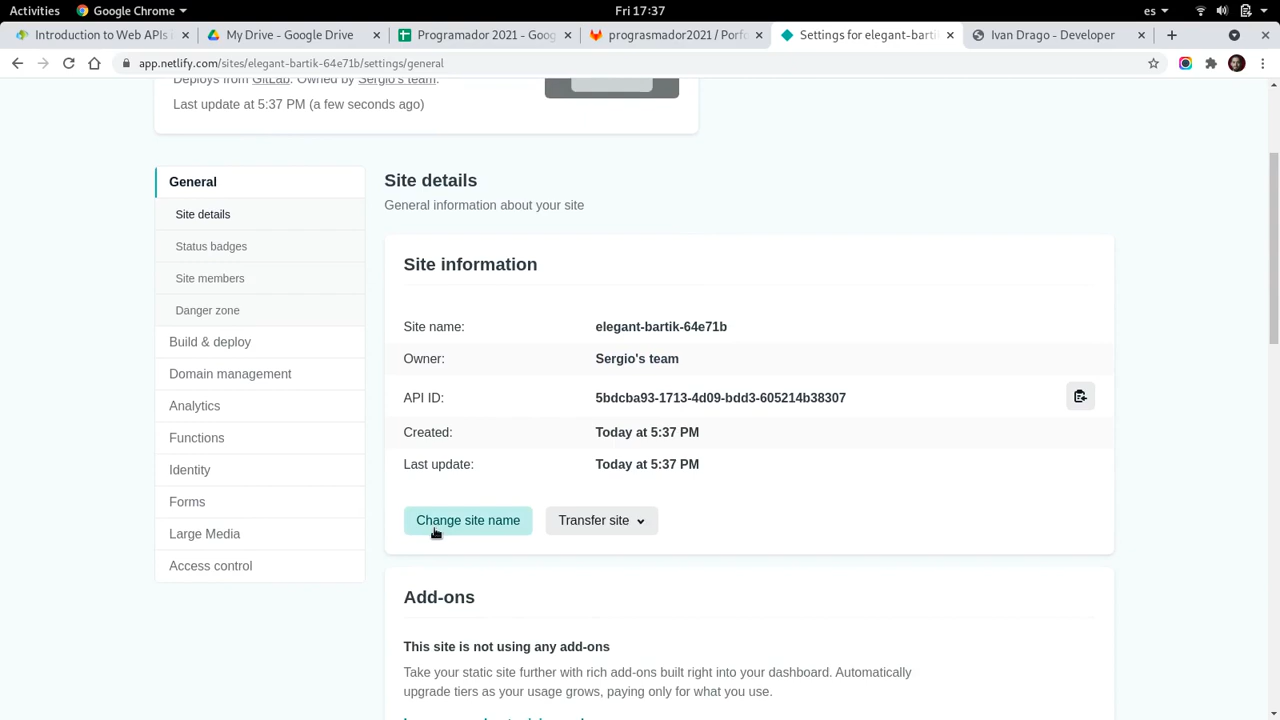 Activities
Google Chrome
Fri 17:37
es
Introduction to Web APIs i
My Drive - Google Drive
Programador 2021 - Goog
prograsmador2021 / Porfo
Settings for elegant-bartik-
Ivan Drago - Developer
app.netlify.com/sites/elegant-bartik-64e71b/settings/general
Deploys from GitLab. Owned by Sergio's team.
Last update at 5:37 PM (a few seconds ago)
General
Site details
Status badges
Site members
Danger zone
Build & deploy
Domain management
Analytics
Functions
Identity
Forms
Large Media
Access control
Site details
General information about your site
Site information
Site name: elegant-bartik-64e71b
Owner: Sergio's team
API ID: 5bdcba93-1713-4d09-bdd3-605214b38307
Created: Today at 5:37 PM
Last update: Today at 5:37 PM
Change site name
Transfer site
Add-ons
This site is not using any add-ons
Take your static site further with rich add-ons built right into your dashboard. Automatically
upgrade tiers as your usage grows, paying only for what you use.